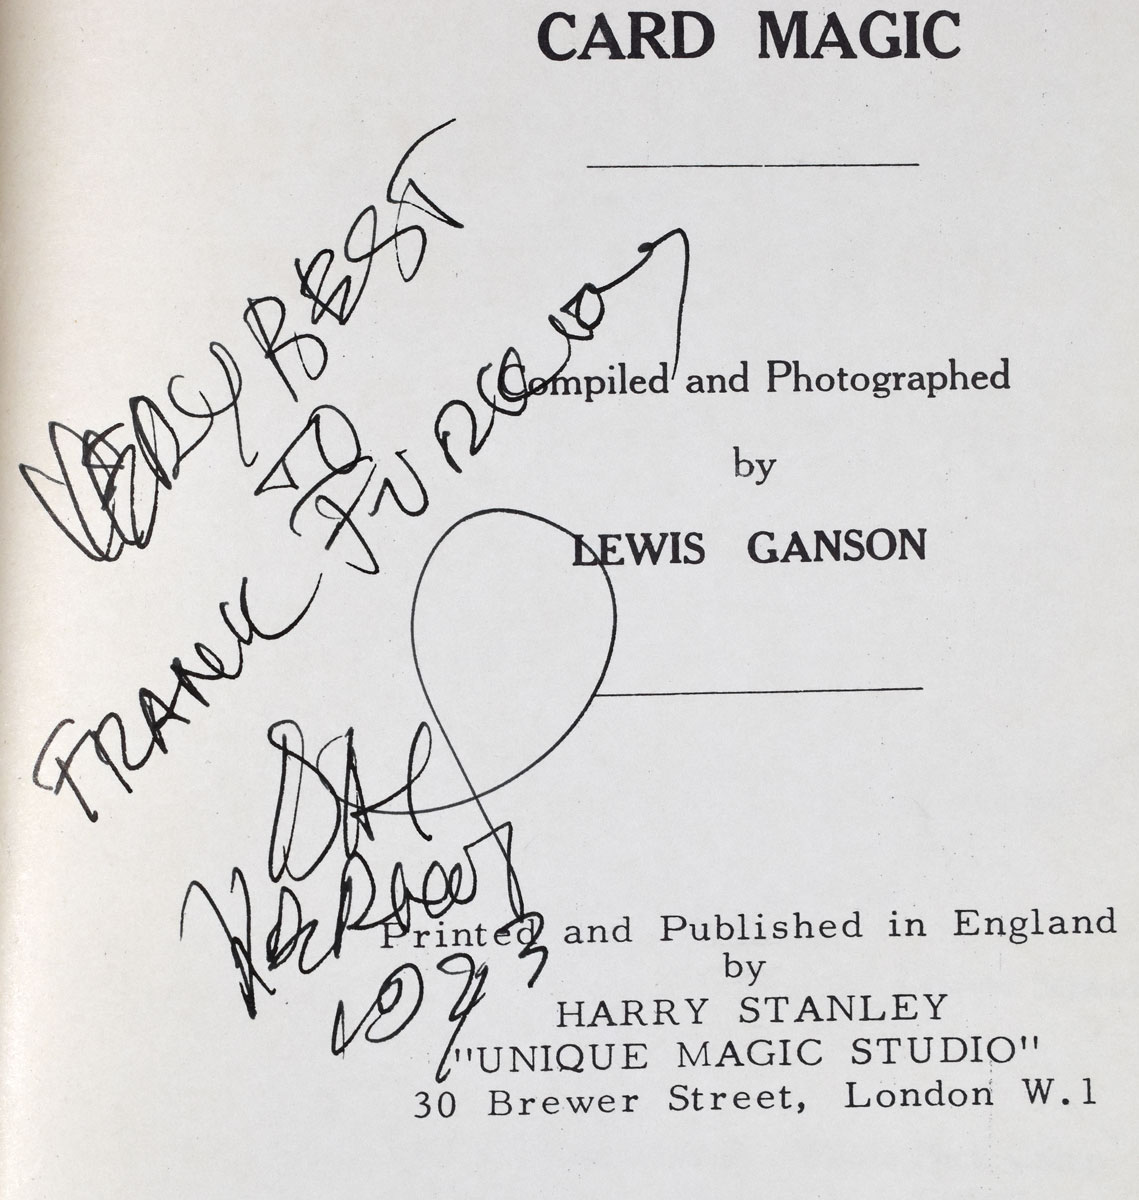 CARD MAGIC
VERY BEST
TO
FRANK
Compiled and Photographed
by
LEWIS GANSON
DAI
VERNON
Printed and Published in England
by
HARRY STANLEY
"UNIQUE MAGIC STUDIO"
30 Brewer Street, London W.1